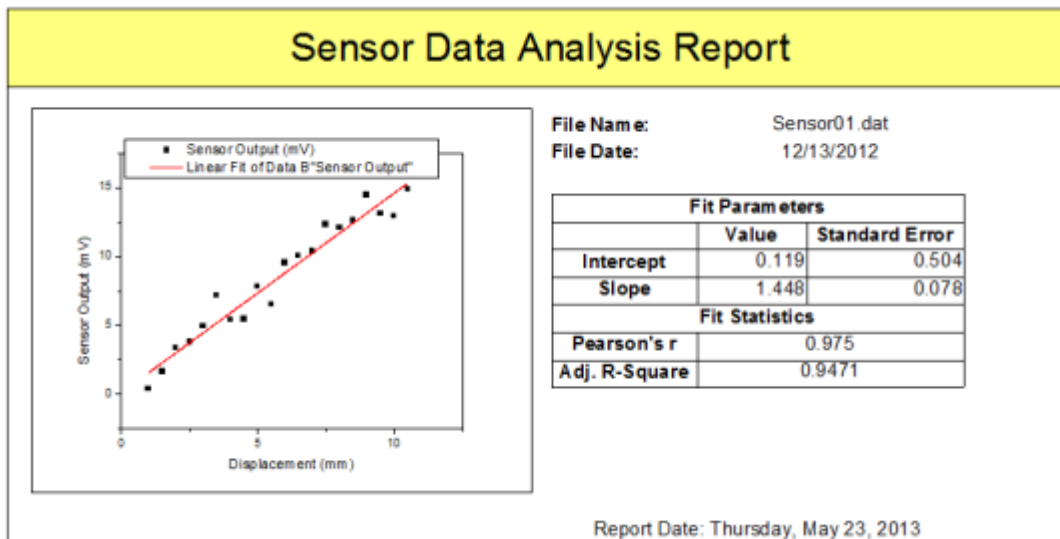 Sensor Data Analysis Report
Sensor Output (mV)
Linear Fit of Data B"Sensor Output"
15
10
5
0
0
5
10
Sensor Output (mV)
Displacement (mm)
File Name: Sensor01.dat
File Date: 12/13/2012
Fit Parameters
Value Standard Error
Intercept 0.119 0.504
Slope 1.448 0.078
Fit Statistics
Pearson's r 0.975
Adj. R-Square 0.9471
Report Date: Thursday, May 23, 2013